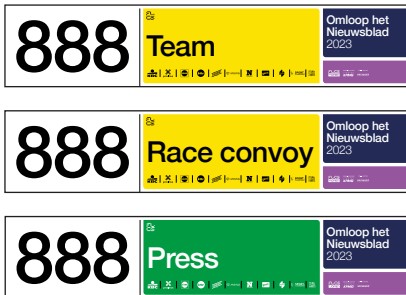 888
Team
Omloop het
Nieuwsblad
2023
888
Race convoy
Omloop het
Nieuwsblad
2023
888
Press
Omloop het
Nieuwsblad
2023